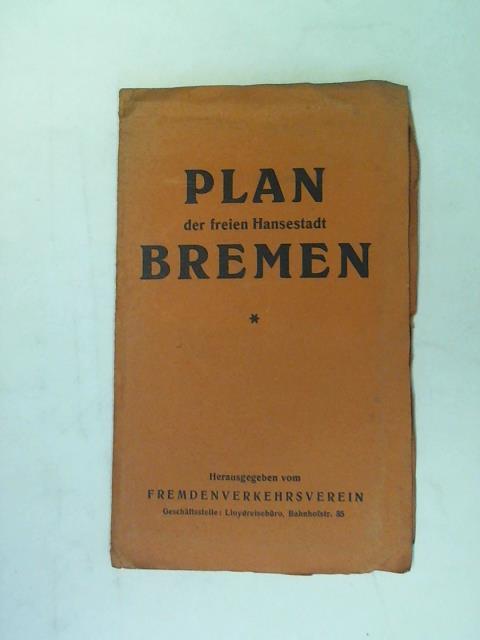 PLAN
der freien Hansestadt
BREMEN
*
Herausgegeben vom
FREMDENVERKEHRSVEREIN
Geschäftsstelle: Lloydreisebüro, Bahnhofstr. 35